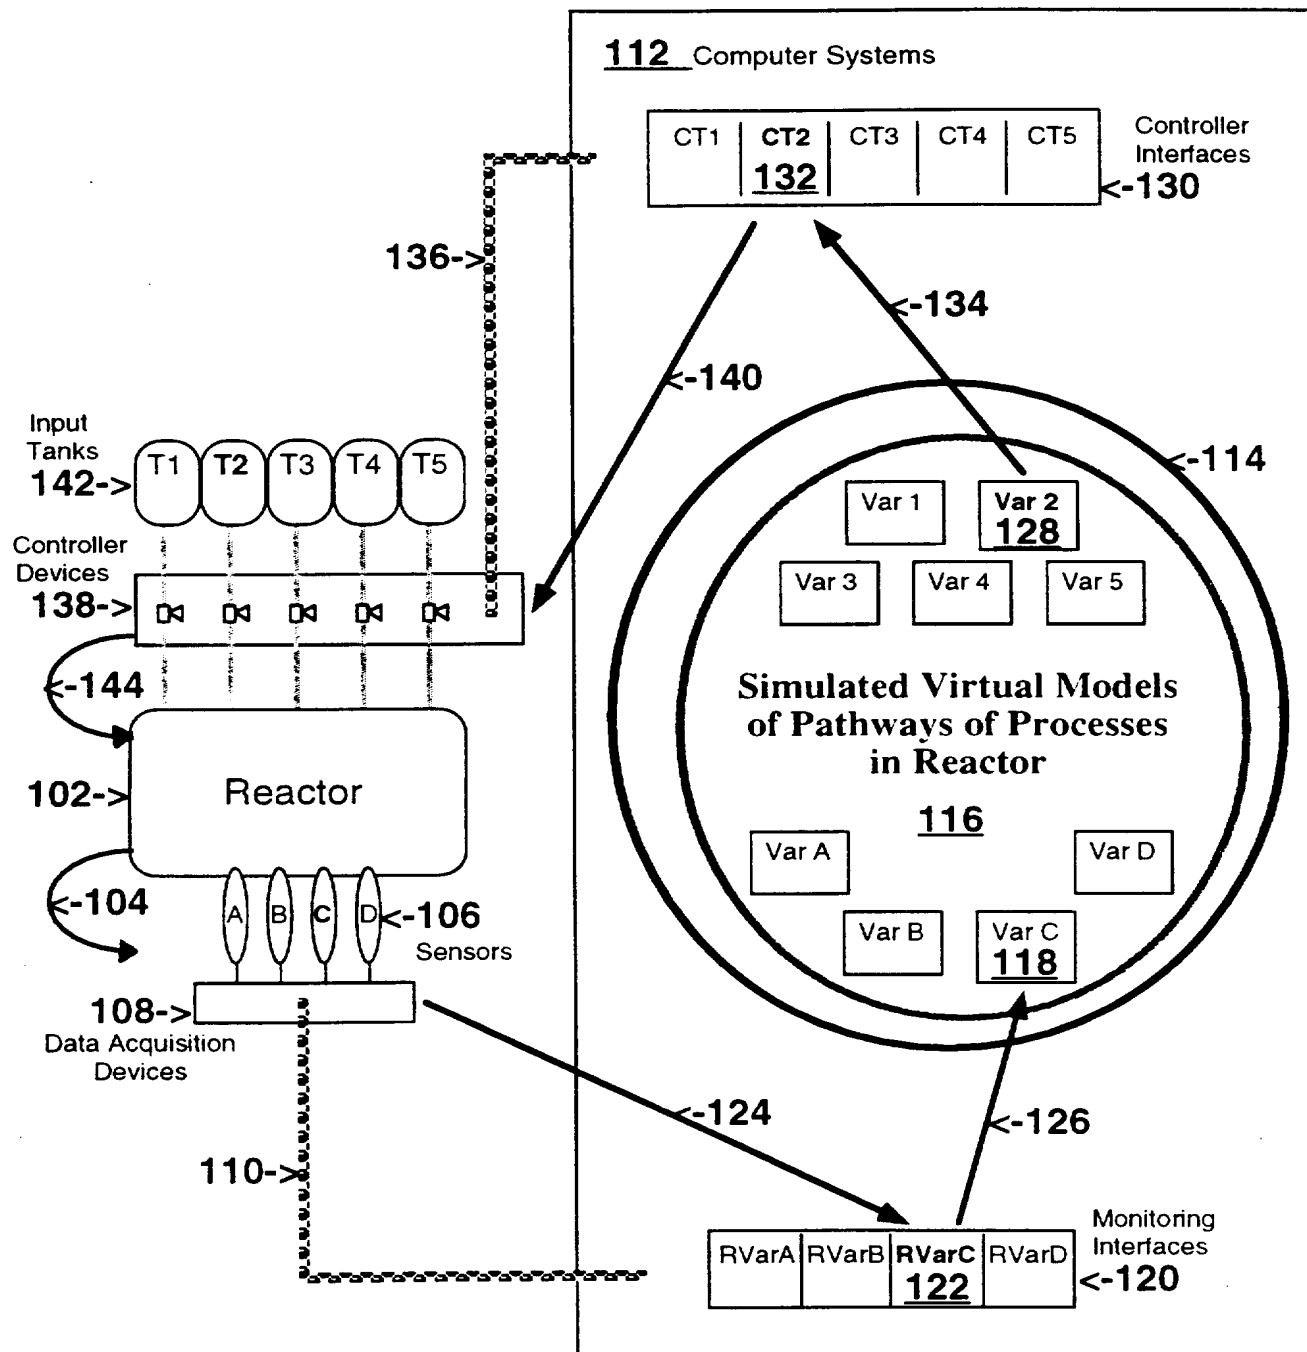 112 Computer Systems
CT1 CT2 CT3 CT4 CT5
132
Controller
Interfaces
<-130
136->
<-134
<-140
Input
Tanks
142->
T1 T2 T3 T4 T5
<-114
Var 1 Var 2
128
Controller
Devices
138->
Var 3 Var 4 Var 5
<-144
Simulated Virtual Models
of Pathways of Processes
in Reactor
116
102->
Reactor
Var A Var D
<-104
A B C D
<-106
Sensors
Var B Var C
118
108->
Data Acquisition
Devices
<-124
<-126
110->
RVarA RVarB RVarC RVarD
122
Monitoring
Interfaces
<-120